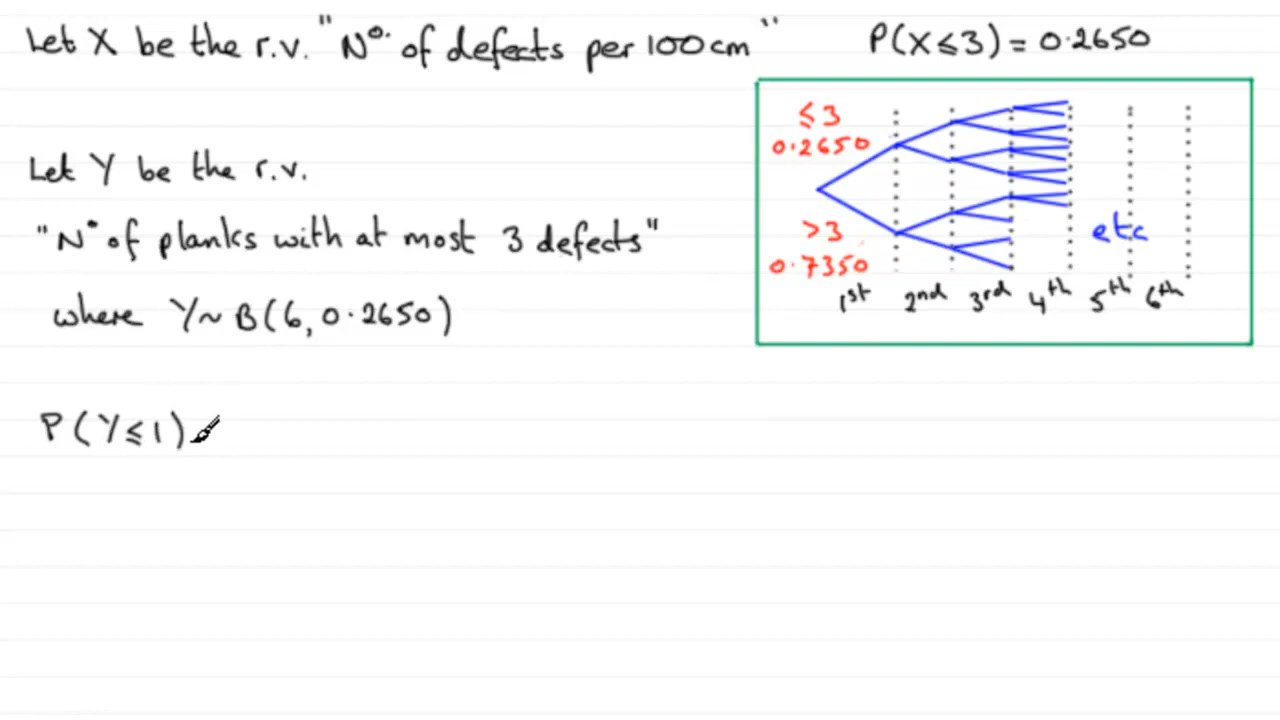 Let X be the r.v. "Nº. of defects per 100cm"
P(X≤3) = 0.2650
Let Y be the r.v.
"N° of planks with at most 3 defects"
where Y~B(6, 0.2650)
P(Y≤1)
≤3
0.2650
>3
0.7350
etc
1st 2nd 3rd 4th 5th 6th